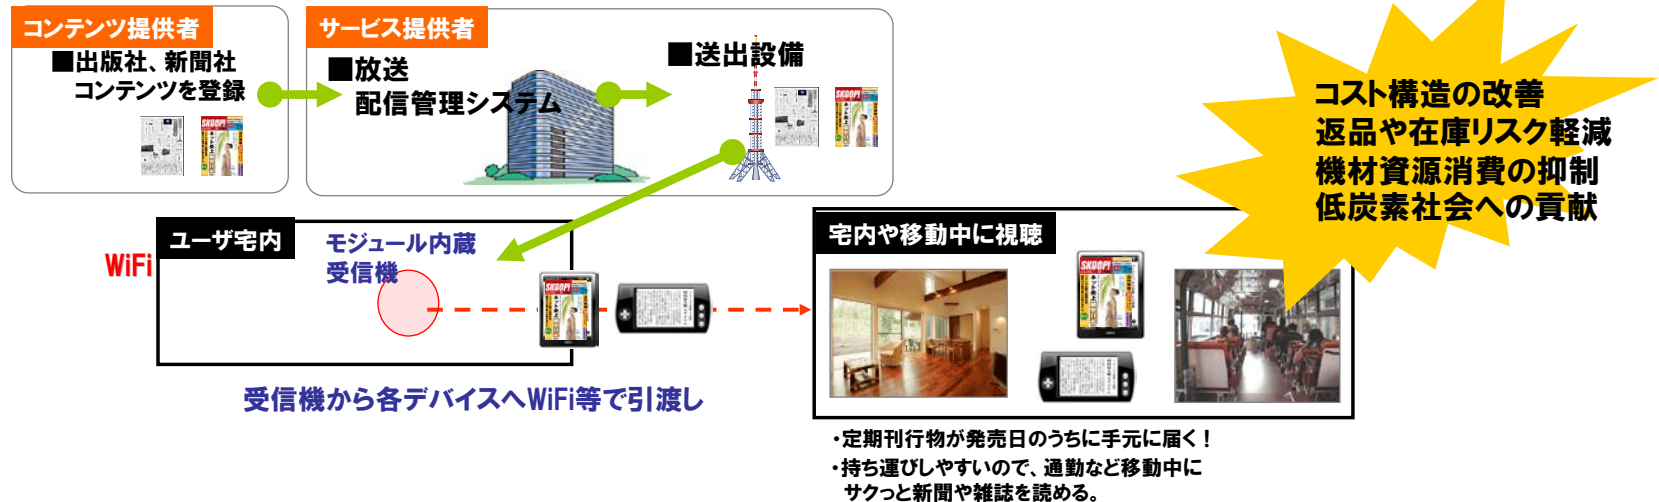 コンテンツ提供者
■出版社、新聞社
コンテンツを登録
サービス提供者
■放送
配信管理システム
■送出設備
SKOOP!
SKOOP!
コスト構造の改善
返品や在庫リスク軽減
機材資源消費の抑制
低炭素社会への貢献
ユーザ宅内
モジュール内蔵
受信機
WiFi
SKOOP!
受信機から各デバイスへWiFi等で引渡し
宅内や移動中に視聴
SKOOP!
・定期刊行物が発売日のうちに手元に届く！
・持ち運びしやすいので、通勤など移動中に
サクっと新聞や雑誌を読める。